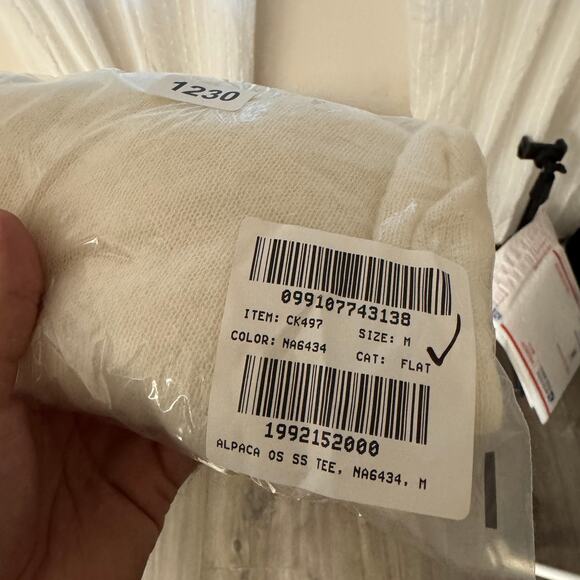 1230
099107743138
ITEM: CK497 SIZE: M
COLOR: NA6434 CAT: FLAT
1992152000
ALPACA OS SS TEE, NA6434, M